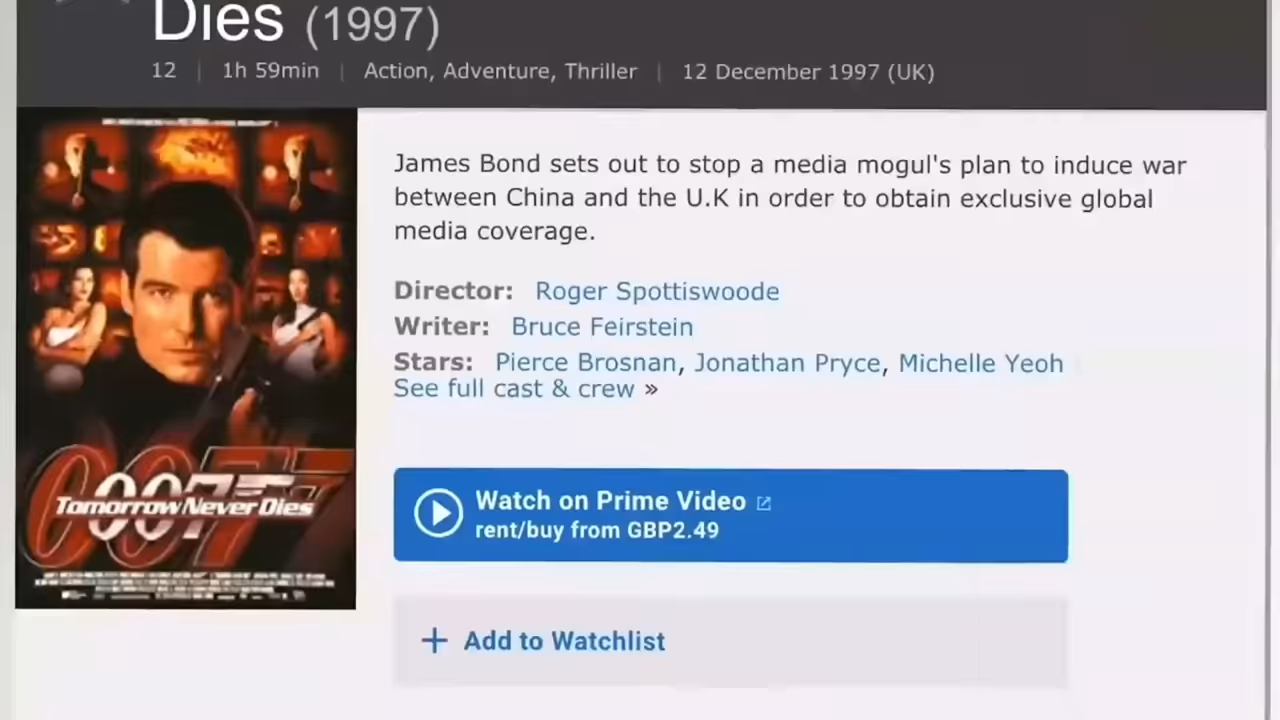 Dies (1997)
12 | 1h 59min | Action, Adventure, Thriller | 12 December 1997 (UK)
James Bond sets out to stop a media mogul's plan to induce war
between China and the U.K in order to obtain exclusive global
media coverage.
Director: Roger Spottiswoode
Writer: Bruce Feirstein
Stars: Pierce Brosnan, Jonathan Pryce, Michelle Yeoh
See full cast & crew »
007
Tomorrow Never Dies
Watch on Prime Video
rent/buy from GBP2.49
+ Add to Watchlist